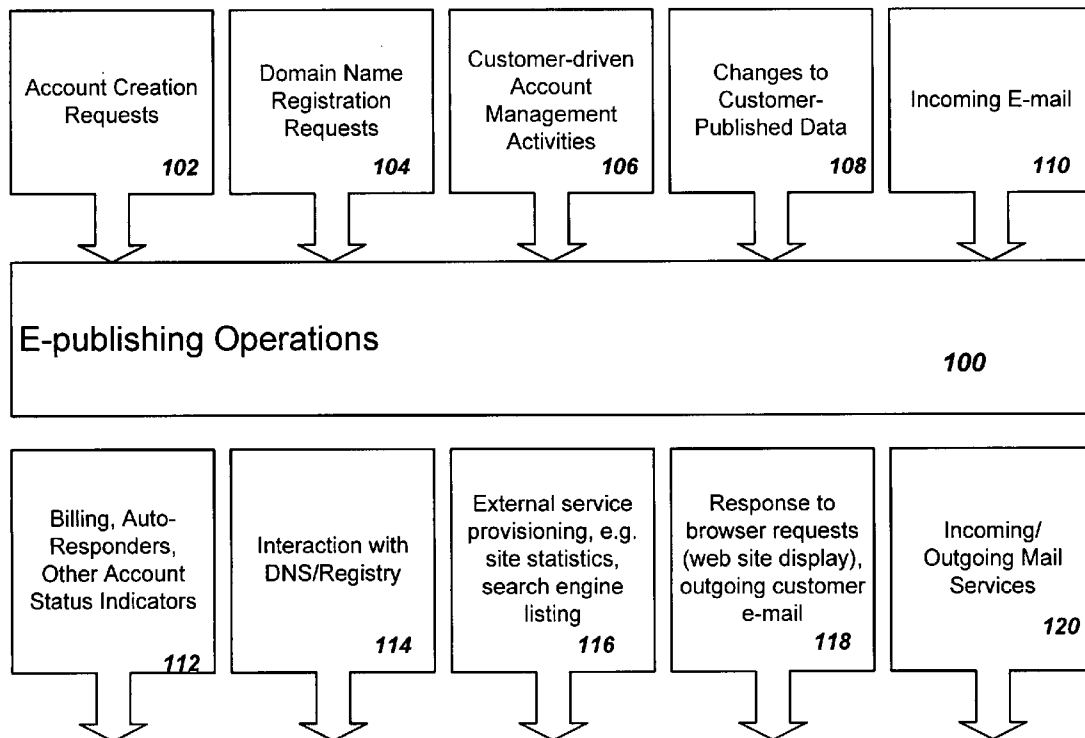 Account Creation
Requests
102
Domain Name
Registration
Requests
104
Customer-driven
Account
Management
Activities
106
Changes to
Customer-
Published Data
108
Incoming E-mail
110
E-publishing Operations
100
Billing, Auto-
Responders,
Other Account
Status Indicators
112
Interaction with
DNS/Registry
114
External service
provisioning, e.g.
site statistics,
search engine
listing
116
Response to
browser requests
(web site display),
outgoing customer
e-mail
118
Incoming/
Outgoing Mail
Services
120